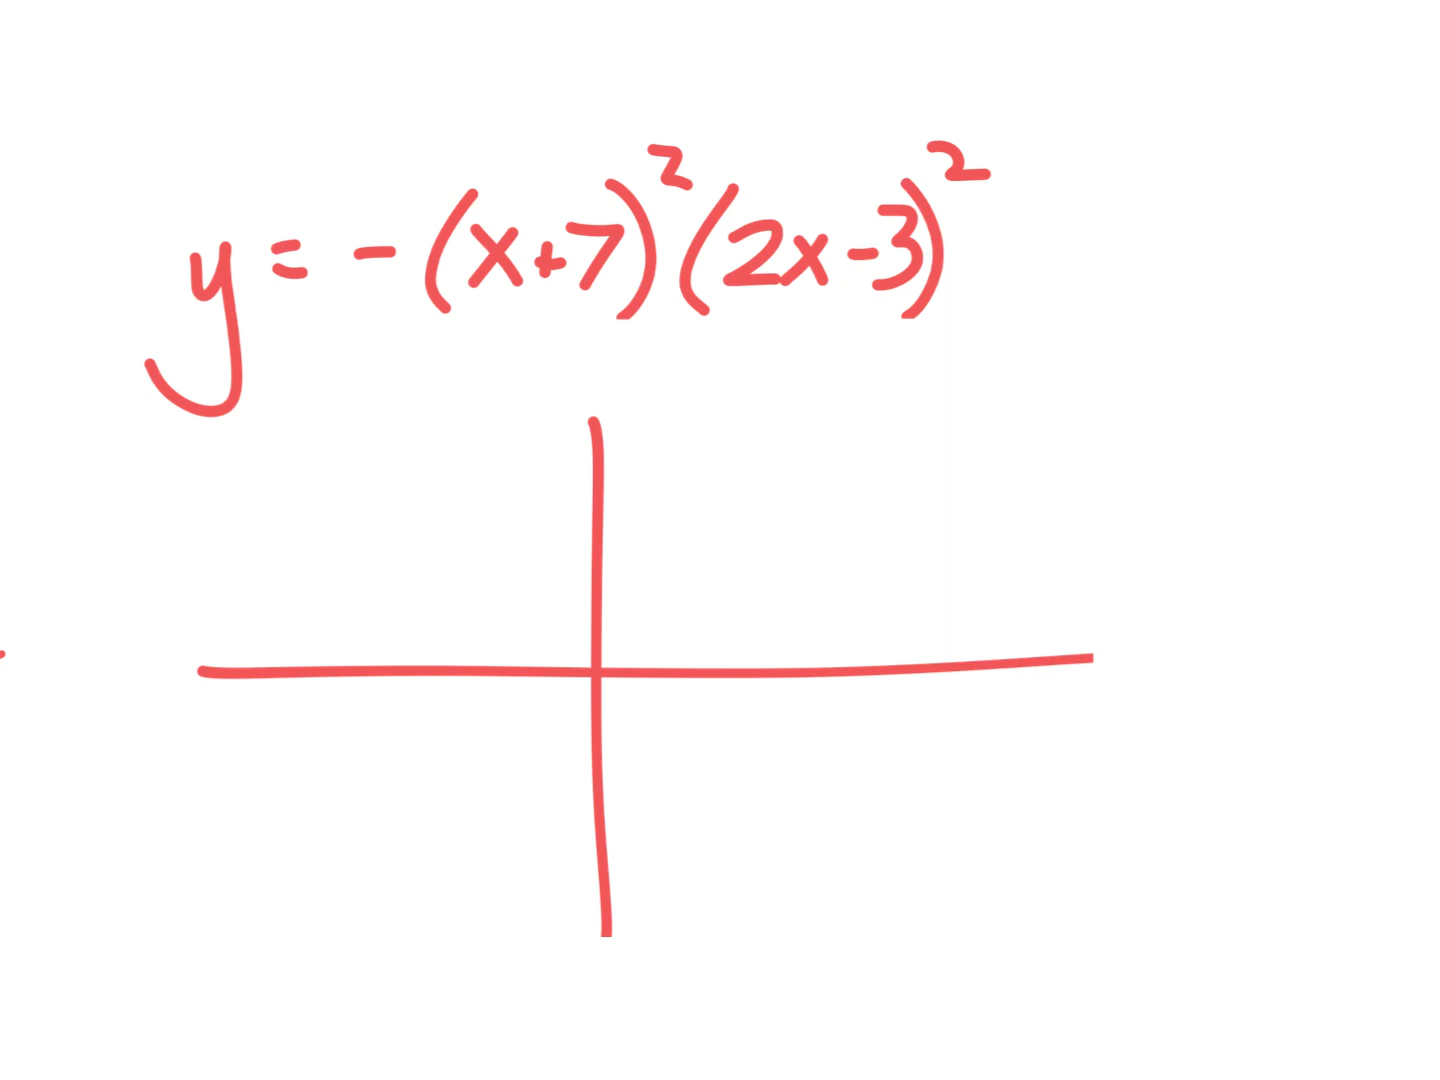 y = -(x+7)²(2x-3)²